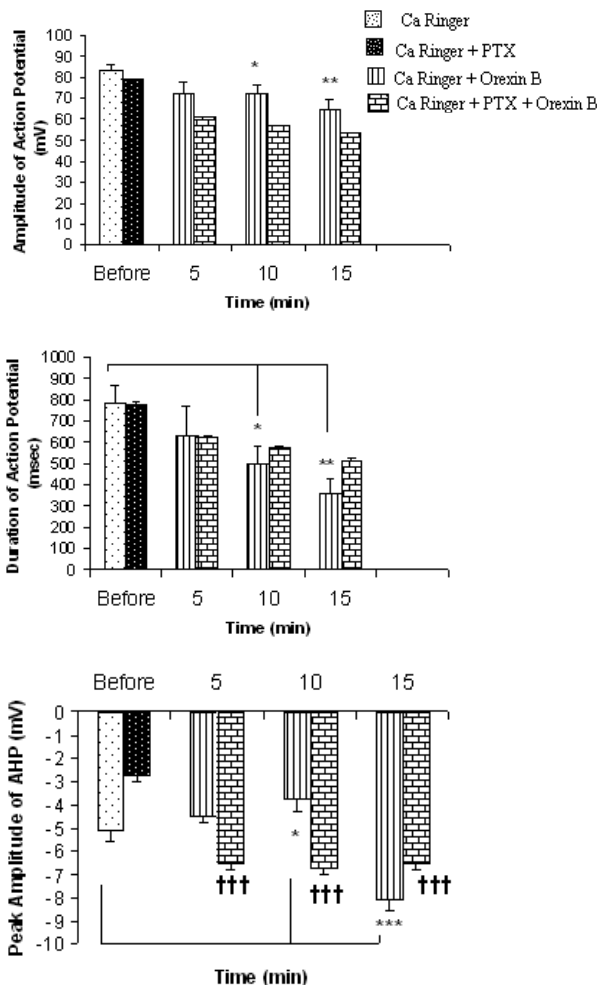 Ca Ringer
Ca Ringer + PTX
Ca Ringer + Orexin B
Ca Ringer + PTX + Orexin B
Amplitude of Action Potential
(mV)
100
90
80
70
60
50
40
30
20
10
0
*
**
Before 5 10 15
Time (min)
Duration of Action Potential
(msec)
1000
900
800
700
600
500
400
300
200
100
0
*
**
Before 5 10 15
Time (min)
Before 5 10 15
Peak Amplitude of AHP (mV)
0
-1
-2
-3
-4
-5
-6
-7
-8
-9
-10
*
††† ††† †††
***
Time (min)